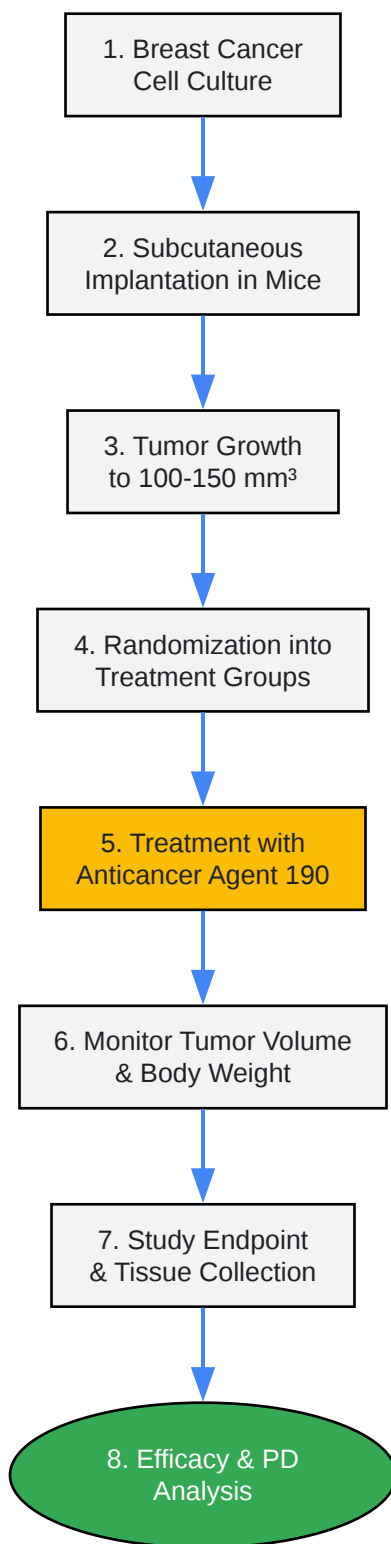 1. Breast Cancer
Cell Culture
2. Subcutaneous
Implantation in Mice
3. Tumor Growth
to 100-150 mm³
4. Randomization into
Treatment Groups
5. Treatment with
Anticancer Agent 190
6. Monitor Tumor Volume
& Body Weight
7. Study Endpoint
& Tissue Collection
8. Efficacy & PD
Analysis